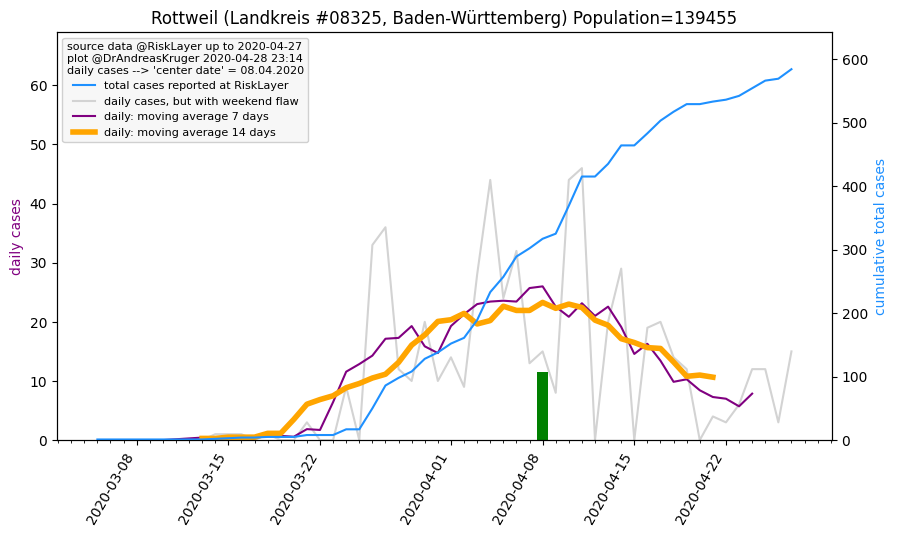 Rottweil (Landkreis #08325, Baden-Württemberg) Population=139455
source data @RiskLayer up to 2020-04-27
plot @DrAndreasKruger 2020-04-28 23:14
daily cases --> 'center date' = 08.04.2020
total cases reported at RiskLayer
daily cases, but with weekend flaw
daily: moving average 7 days
daily: moving average 14 days
daily cases
60
50
40
30
20
10
0
cumulative total cases
600
500
400
300
200
100
0
2020-03-08
2020-03-15
2020-03-22
2020-04-01
2020-04-08
2020-04-15
2020-04-22